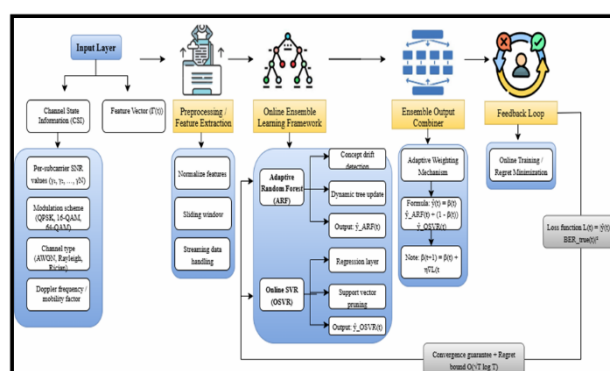 Input Layer
Channel State
Information (CSI)
Feature Vector (Γ(t))
Per-subcarrier SNR
values (γ₁, γ₂, …, γN)
Modulation scheme
(QPSK, 16-QAM,
64-QAM)
Channel type
(AWGN, Rayleigh,
Rician)
Doppler frequency /
mobility factor
Preprocessing /
Feature Extraction
Normalize features
Sliding window
Streaming data
handling
Online Ensemble
Learning Framework
Adaptive
Random Forest
(ARF)
Concept drift
detection
Dynamic tree update
Output: ŷ_ARF(t)
Online SVR
(OSVR)
Regression layer
Support vector
pruning
Output: ŷ_OSVR(t)
Ensemble Output
Combiner
Adaptive Weighting
Mechanism
Formula: ŷ(t) = β(t)
ŷ_ARF(t) + (1 - β(t))
ŷ_OSVR(t)
Note: β(t+1) = β(t) +
η∇L(t)
Feedback Loop
Online Training /
Regret Minimization
Loss function L(t) = (ŷ(t)
BER_true(t))²
Convergence guarantee + Regret
bound O(√T log T)